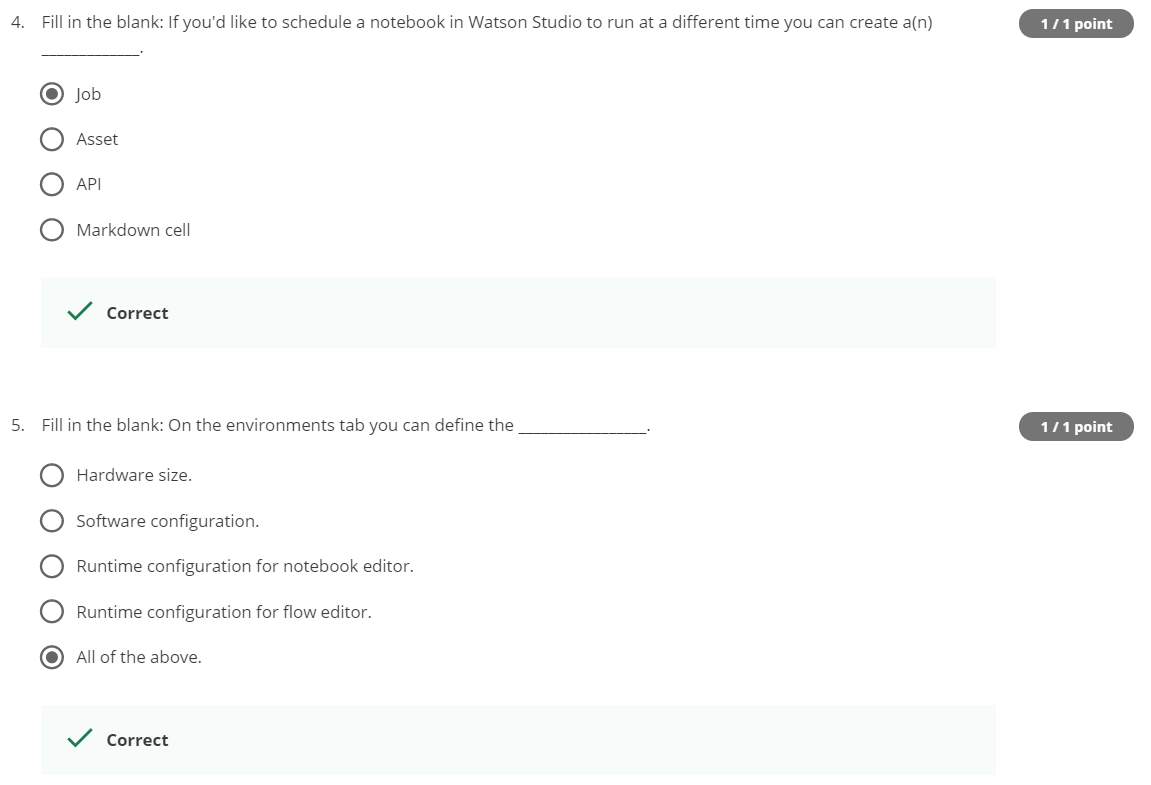 4. Fill in the blank: If you'd like to schedule a notebook in Watson Studio to run at a different time you can create a(n) 1 / 1 point
_____________.
Job
Asset
API
Markdown cell
Correct
5. Fill in the blank: On the environments tab you can define the _________________. 1 / 1 point
Hardware size.
Software configuration.
Runtime configuration for notebook editor.
Runtime configuration for flow editor.
All of the above.
Correct